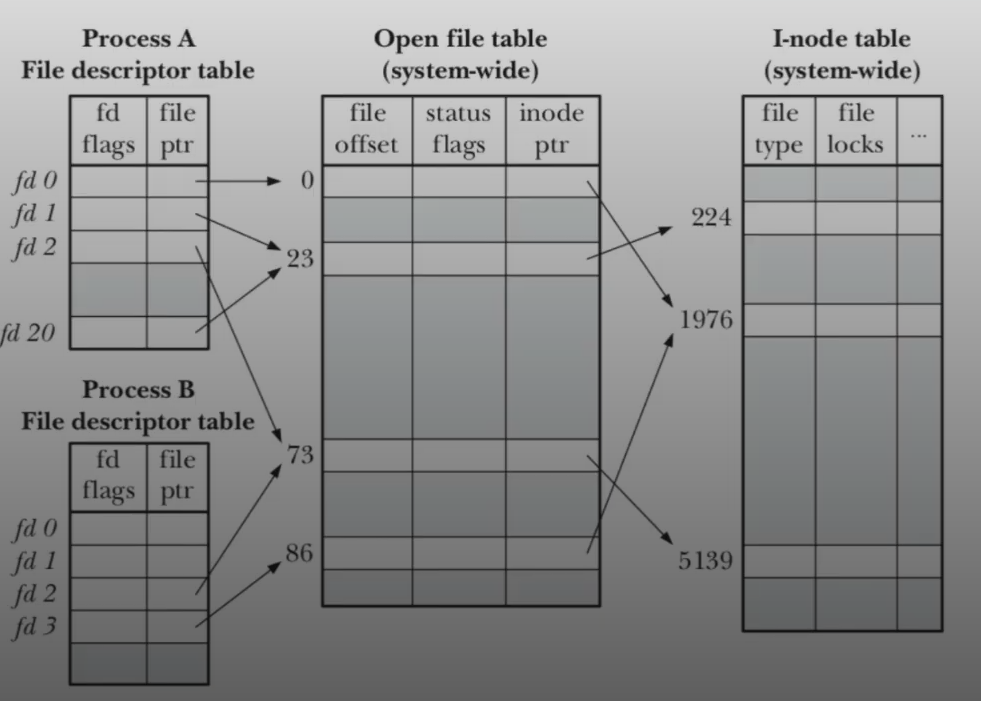 Process A
File descriptor table
fd file
flags ptr
fd 0
fd 1
fd 2
fd 20
Process B
File descriptor table
fd file
flags ptr
fd 0
fd 1
fd 2
fd 3
Open file table
(system-wide)
file status inode
offset flags ptr
0
23
73
86
I-node table
(system-wide)
file file ...
type locks
224
1976
5139